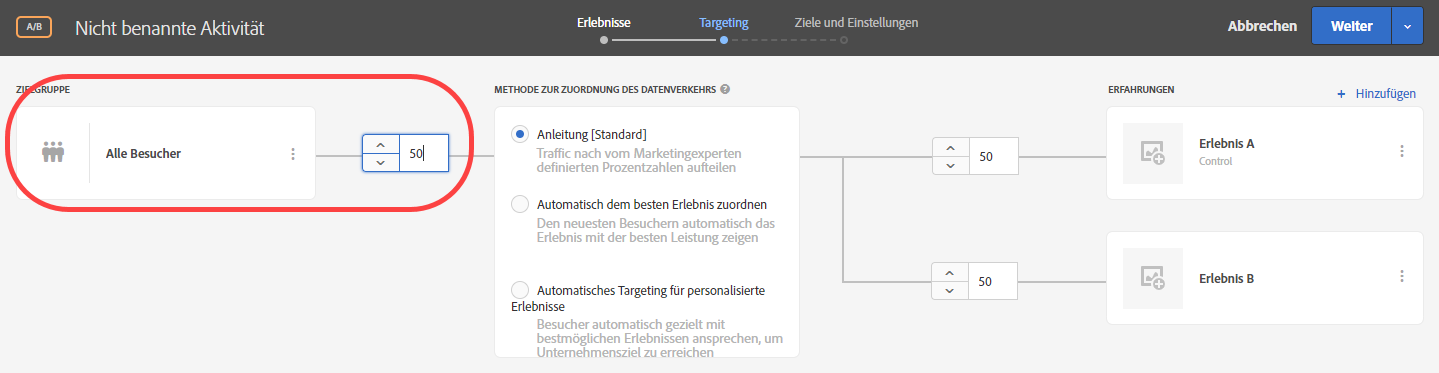 A/B
Nicht benannte Aktivität
Erlebnisse
Targeting
Ziele und Einstellungen
Abbrechen
Weiter
ZIELGRUPPE
Alle Besucher
50
METHODE ZUR ZUORDNUNG DES DATENVERKEHRS ?
Anleitung [Standard]
Traffic nach vom Marketingexperten
definierten Prozentzahlen aufteilen
Automatisch dem besten Erlebnis zuordnen
Den neuesten Besuchern automatisch das
Erlebnis mit der besten Leistung zeigen
Automatisches Targeting für personalisierte
Erlebnisse
Besucher automatisch gezielt mit
bestmöglichen Erlebnissen ansprechen, um
Unternehmensziel zu erreichen
50
50
ERFAHRUNGEN
+ Hinzufügen
Erlebnis A
Control
Erlebnis B